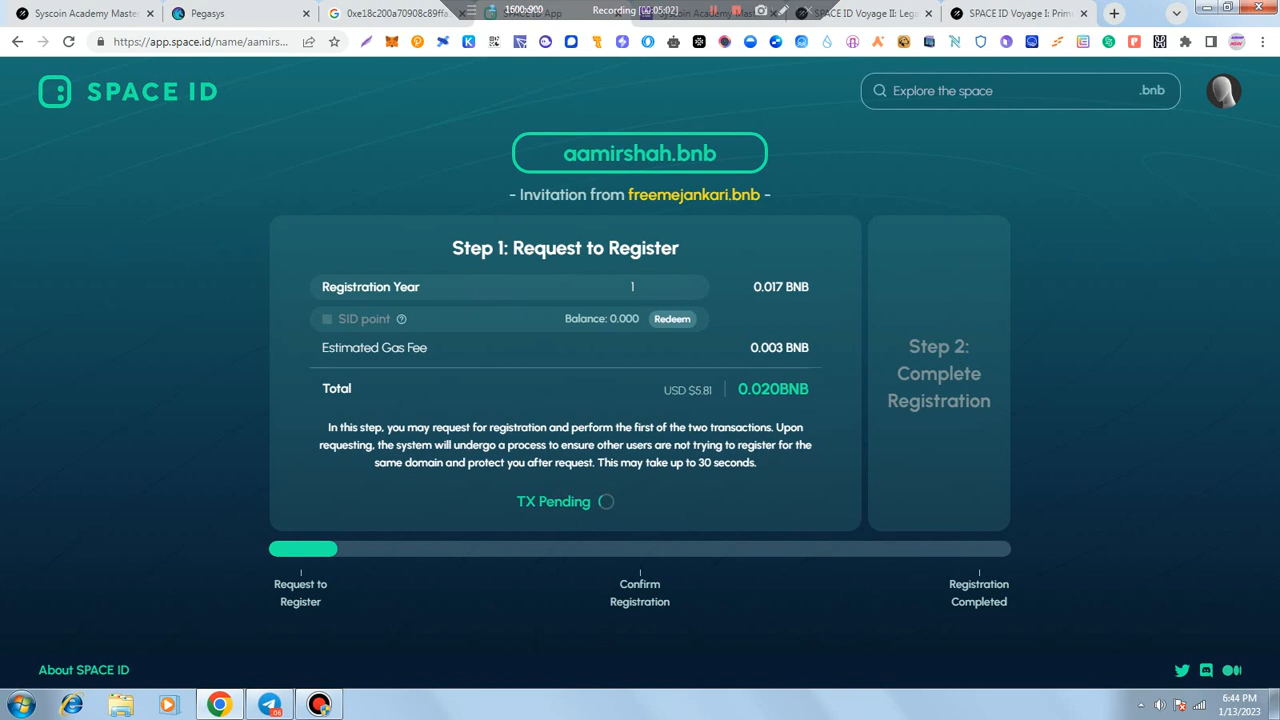 Syscoin Academy Master
Pegasys
0xe18c200a70908c89ffa
1600x900
Recording [00:05:02]
SPACE ID Voyage II:
SPACE ID Voyage I: Prin
https://app.space.id/name/aamirs...
SPACE ID
Explore the space
.bnb
aamirshah.bnb
- Invitation from freemejankari.bnb -
Step 1: Request to Register
Registration Year 1 0.017 BNB
SID point Balance: 0.000 Redeem
Estimated Gas Fee 0.003 BNB
Total USD $5.81 0.020BNB
In this step, you may request for registration and perform the first of the two transactions. Upon
requesting, the system will undergo a process to ensure other users are not trying to register for the
same domain and protect you after request. This may take up to 30 seconds.
TX Pending
Step 2:
Complete
Registration
Request to
Register
Confirm
Registration
Registration
Completed
About SPACE ID
6:44 PM
1/13/2023